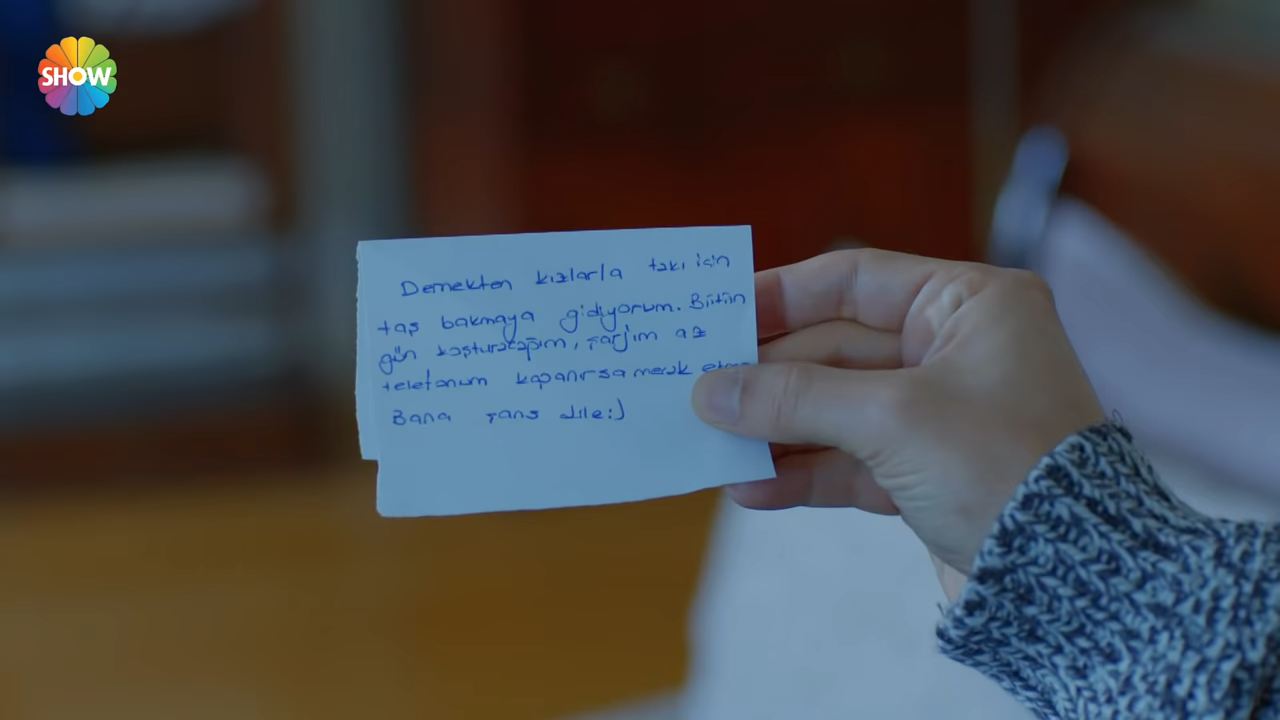 SHOW
Dernekten kızlarla takı için
taş bakmaya gidiyorum. Bütün
gün koşturacağım, şarjım az
telefonum kapanırsa merak
Bana şans dile:)